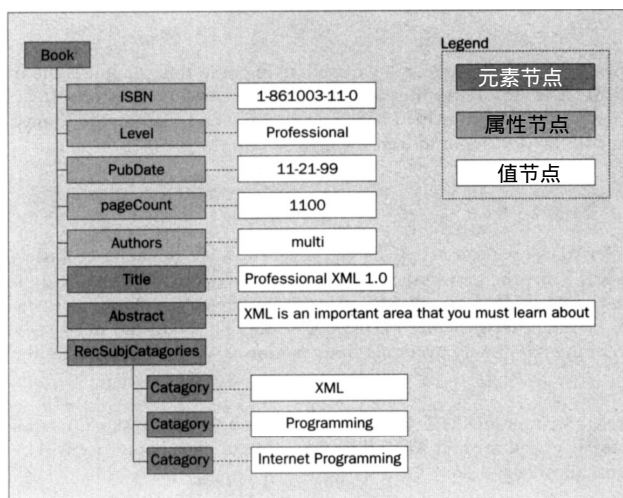 Book
Legend
元素节点
属性节点
值节点
ISBN 1-861003-11-0
Level Professional
PubDate 11-21-99
pageCount 1100
Authors multi
Title Professional XML 1.0
Abstract XML is an important area that you must learn about
RecSubjCatagories
Catagory XML
Catagory Programming
Catagory Internet Programming